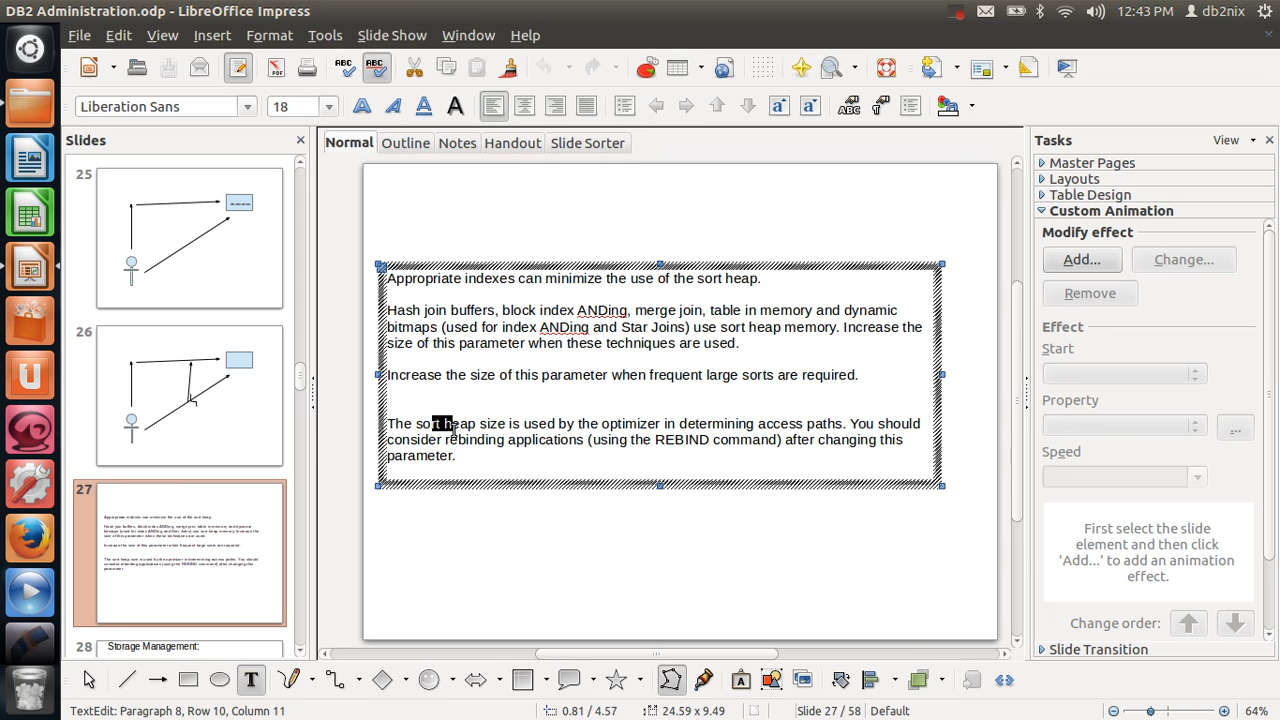 DB2 Administration.odp - LibreOffice Impress
12:43 PM
db2nix
File Edit View Insert Format Tools Slide Show Window Help
Liberation Sans
18
Slides
Normal Outline Notes Handout Slide Sorter
Tasks
View
25
26
27
28
Storage Management:
Appropriate indexes can minimize the use of the sort heap.
Hash join buffers, block index ANDing, merge join, table in memory and dynamic
bitmaps (used for index ANDing and Star Joins) use sort heap memory. Increase the
size of this parameter when these techniques are used.
Increase the size of this parameter when frequent large sorts are required.
The sort heap size is used by the optimizer in determining access paths. You should
consider rebinding applications (using the REBIND command) after changing this
parameter.
Master Pages
Layouts
Table Design
Custom Animation
Modify effect
Add...
Change...
Remove
Effect
Start
Property
...
Speed
First select the slide
element and then click
'Add...' to add an animation
effect.
Change order:
Slide Transition
TextEdit: Paragraph 8, Row 10, Column 11
0.81 / 4.57
24.59 x 9.49
Slide 27 / 58
Default
64%